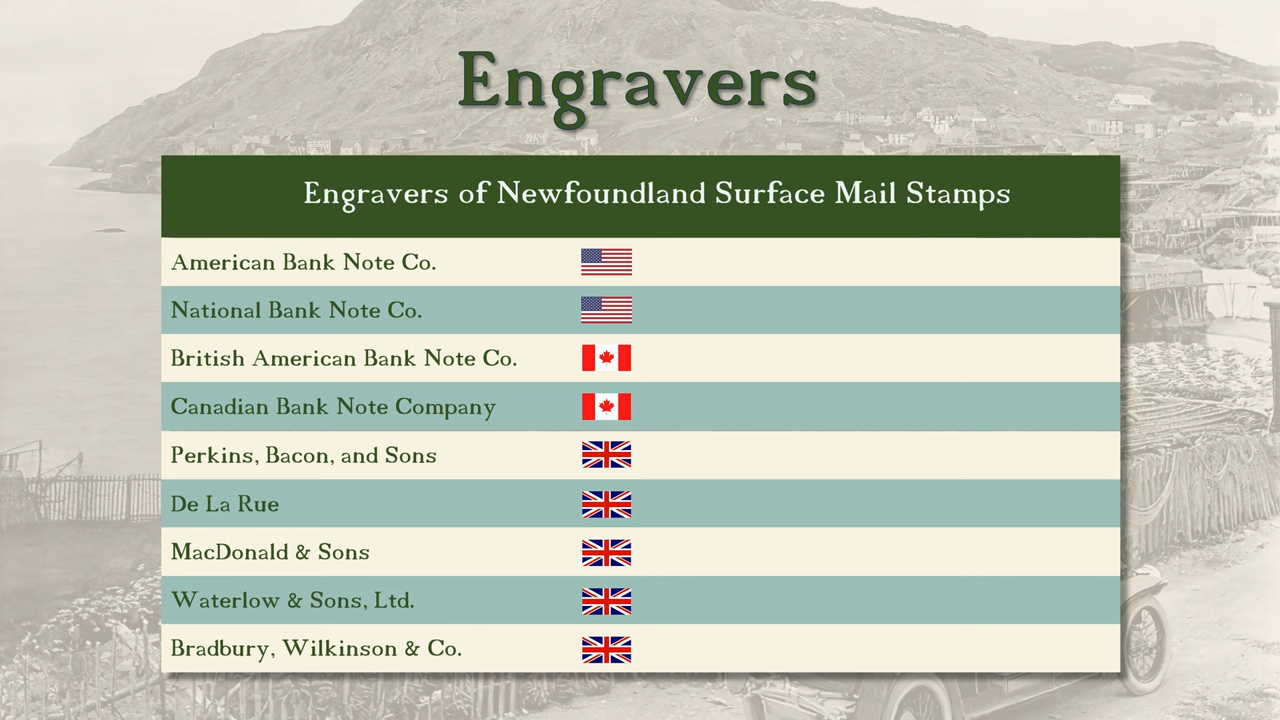 Engravers
Engravers of Newfoundland Surface Mail Stamps
American Bank Note Co.
National Bank Note Co.
British American Bank Note Co.
Canadian Bank Note Company
Perkins, Bacon, and Sons
De La Rue
MacDonald & Sons
Waterlow & Sons, Ltd.
Bradbury, Wilkinson & Co.